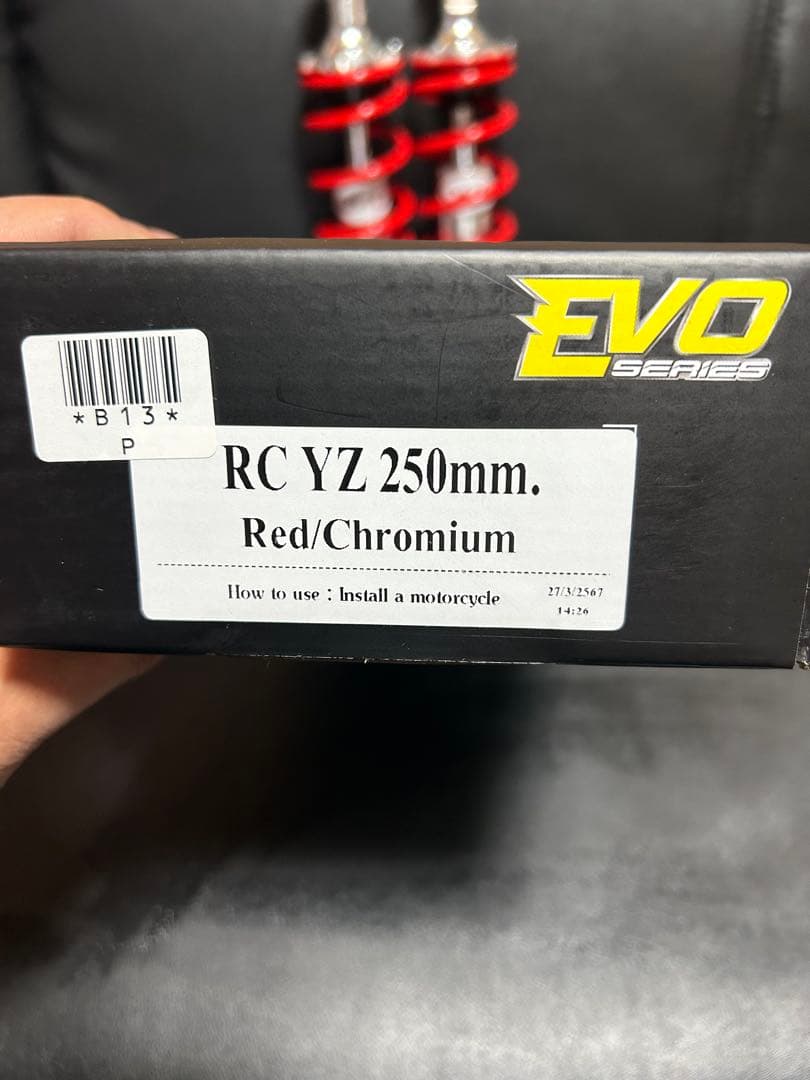 EVO
SERIES
*B13*
P
RC YZ 250mm.
Red/Chromium
How to use : Install a motorcycle
27/3/2567
14:26